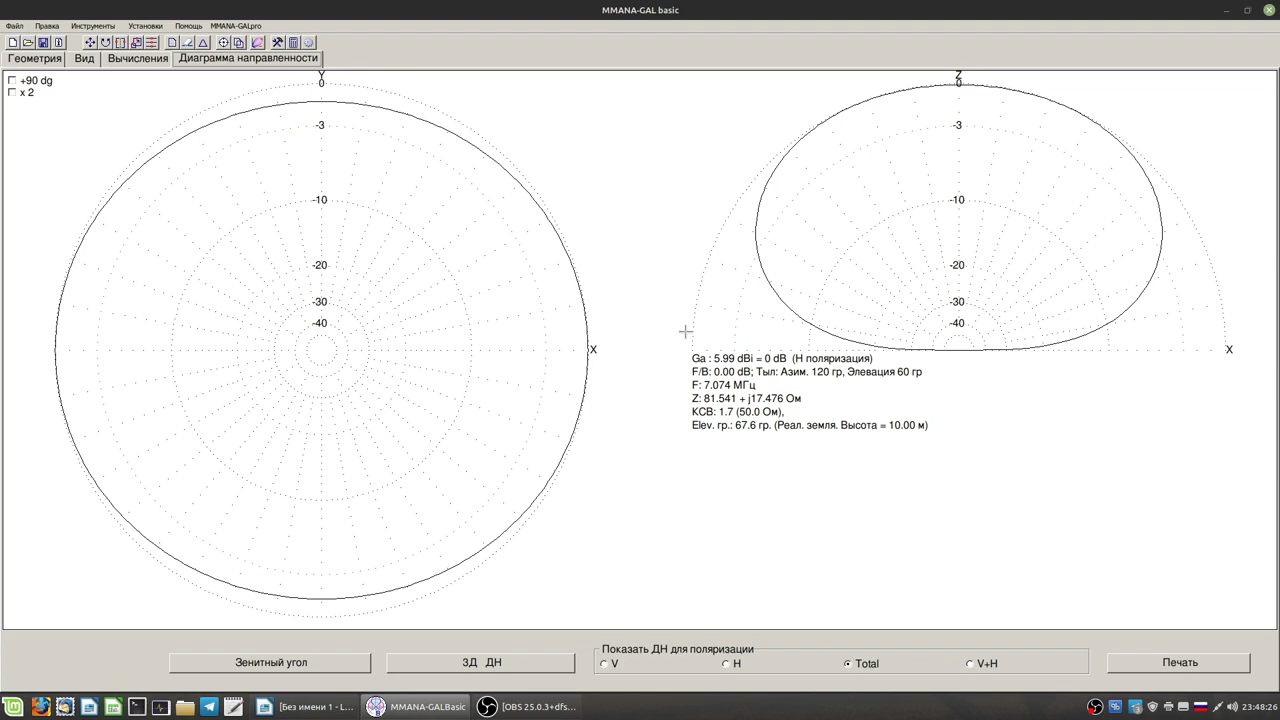 MMANA-GAL basic
Файл Правка Инструменты Установки Помощь MMANA-GALpro
Геометрия Вид Вычисления Диаграмма направленности
+90 dg
x 2
Y
0
-3
-10
-20
-30
-40
X
Z
0
-3
-10
-20
-30
-40
X
Ga : 5.99 dBi = 0 dB (H поляризация)
F/B: 0.00 dB; Тыл: Азим. 120 гр, Элевация 60 гр
F: 7.074 МГц
Z: 81.541 + j17.476 Ом
КСВ: 1.7 (50.0 Ом),
Elev. гр.: 67.6 гр. (Реал. земля. Высота = 10.00 м)
Показать ДН для поляризации
Зенитный угол 3Д ДН V H Total V+H Печать
[Без имени 1 - L... MMANA-GALBasic [OBS 25.0.3+dfs... 23:48:26